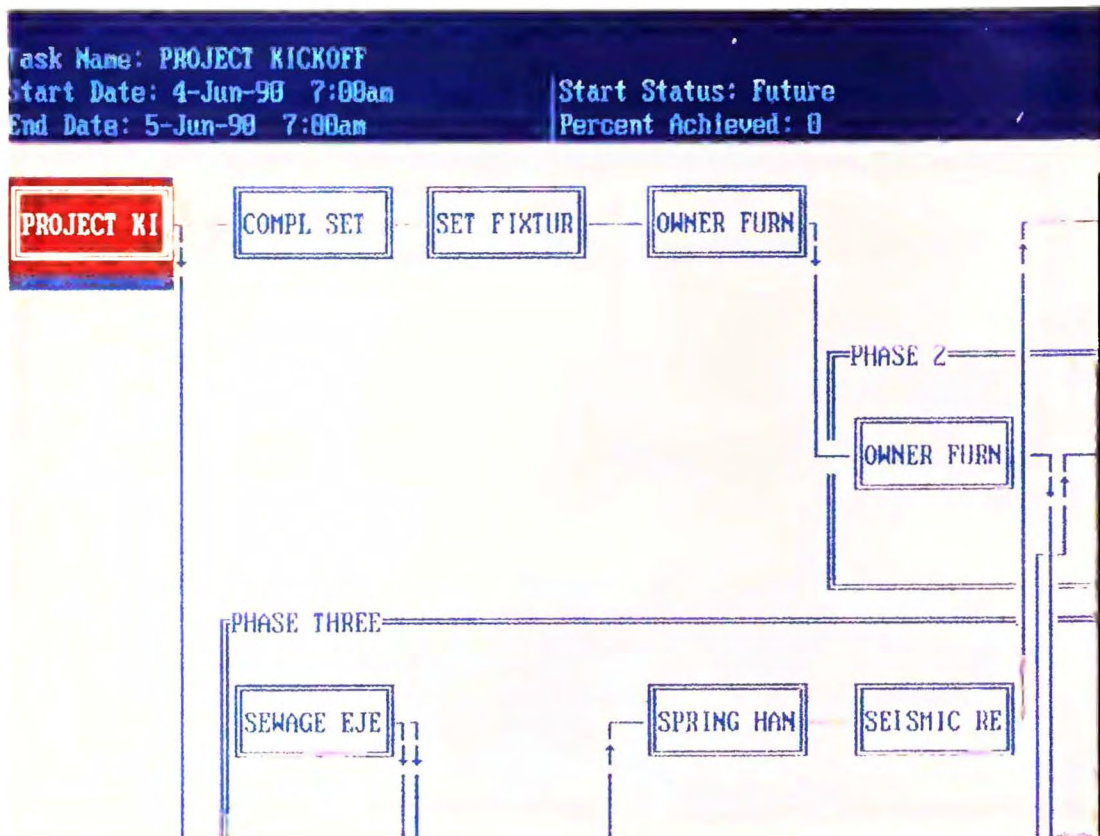 ask Name: PROJECT KICKOFF
Start Date: 4-Jun-90 7:00am
Start Status: Future
End Date: 5-Jun-90 7:00am
Percent Achieved: 0
PROJECT KI
COMPL SET
SET FIXTUR
OWNER FURN
PHASE 2
OWNER FURN
PHASE THREE
SEWAGE EJE
SPRING HAN
SEISMIC RE